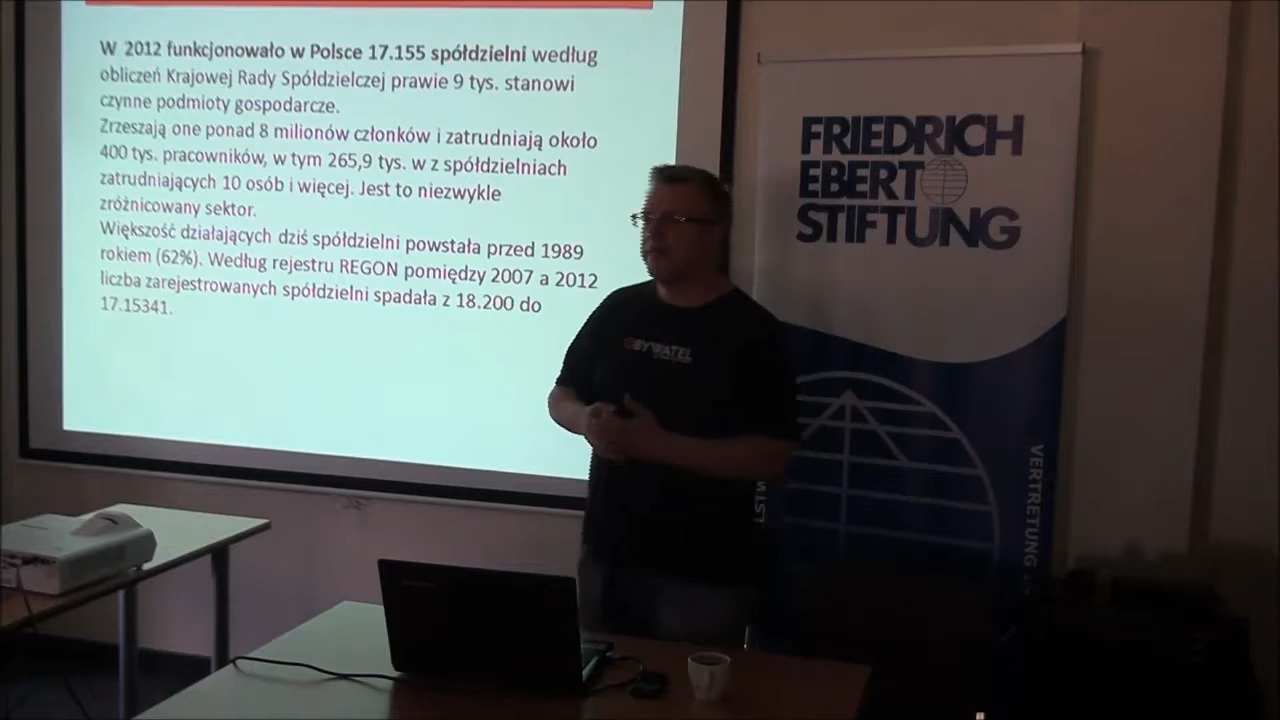 W 2012 funkcjonowało w Polsce 17.155 spółdzielni według
obliczeń Krajowej Rady Spółdzielczej prawie 9 tys. stanowi
czynne podmioty gospodarcze.
Zrzeszają one ponad 8 milionów członków i zatrudniają około
400 tys. pracowników, w tym 265,9 tys. w z spółdzielniach
zatrudniających 10 osób i więcej. Jest to niezwykle
zróżnicowany sektor.
Większość działających dziś spółdzielni powstała przed 1989
rokiem (62%). Według rejestru REGON pomiędzy 2007 a 2012
liczba zarejestrowanych spółdzielni spadała z 18.200 do
17.15341.
FRIEDRICH
EBERT
STIFTUNG
OBYWATEL
VERTRETUNG